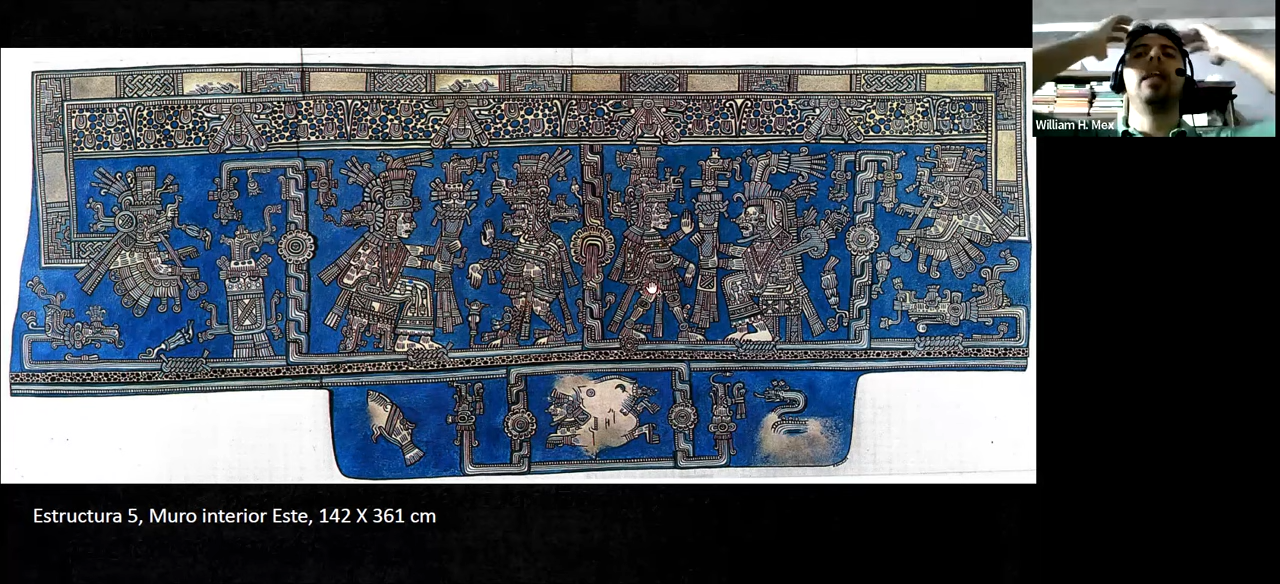 William H. Mex
Estructura 5, Muro interior Este, 142 X 361 cm